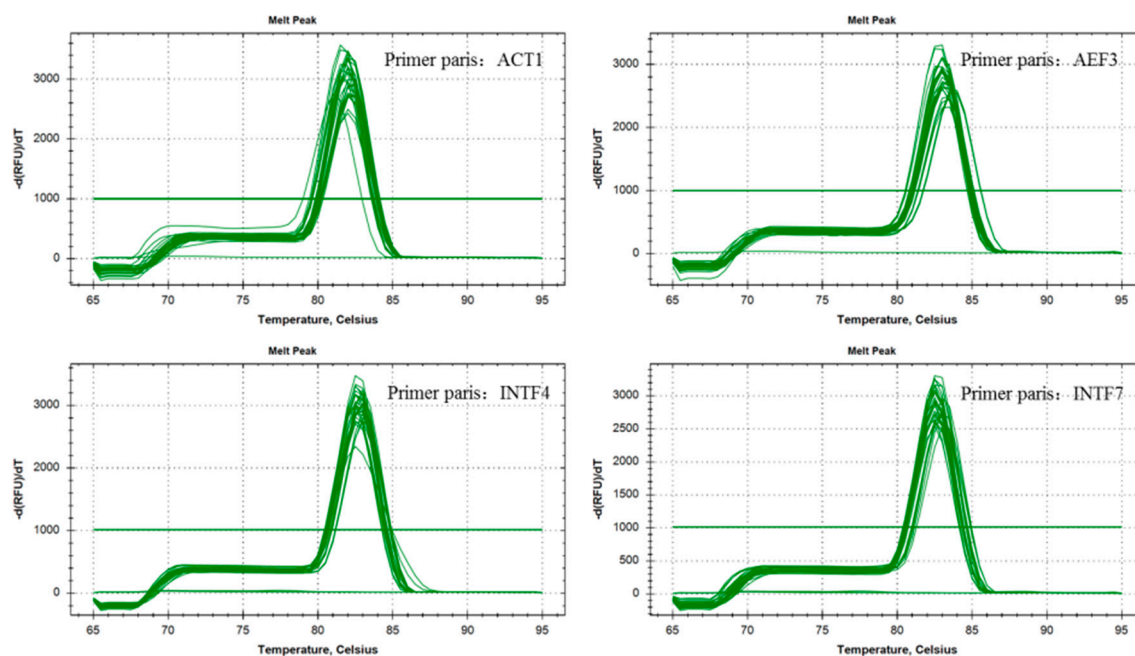 Melt Peak
Primer paris：ACT1
-d(RFU)/dT
3000
2000
1000
0
65 70 75 80 85 90 95
Temperature, Celsius
Melt Peak
Primer paris：AEF3
-d(RFU)/dT
3000
2000
1000
0
65 70 75 80 85 90 95
Temperature, Celsius
Melt Peak
Primer paris：INTF4
-d(RFU)/dT
3000
2000
1000
0
65 70 75 80 85 90 95
Temperature, Celsius
Melt Peak
Primer paris：INTF7
-d(RFU)/dT
3000
2500
2000
1500
1000
500
0
65 70 75 80 85 90 95
Temperature, Celsius